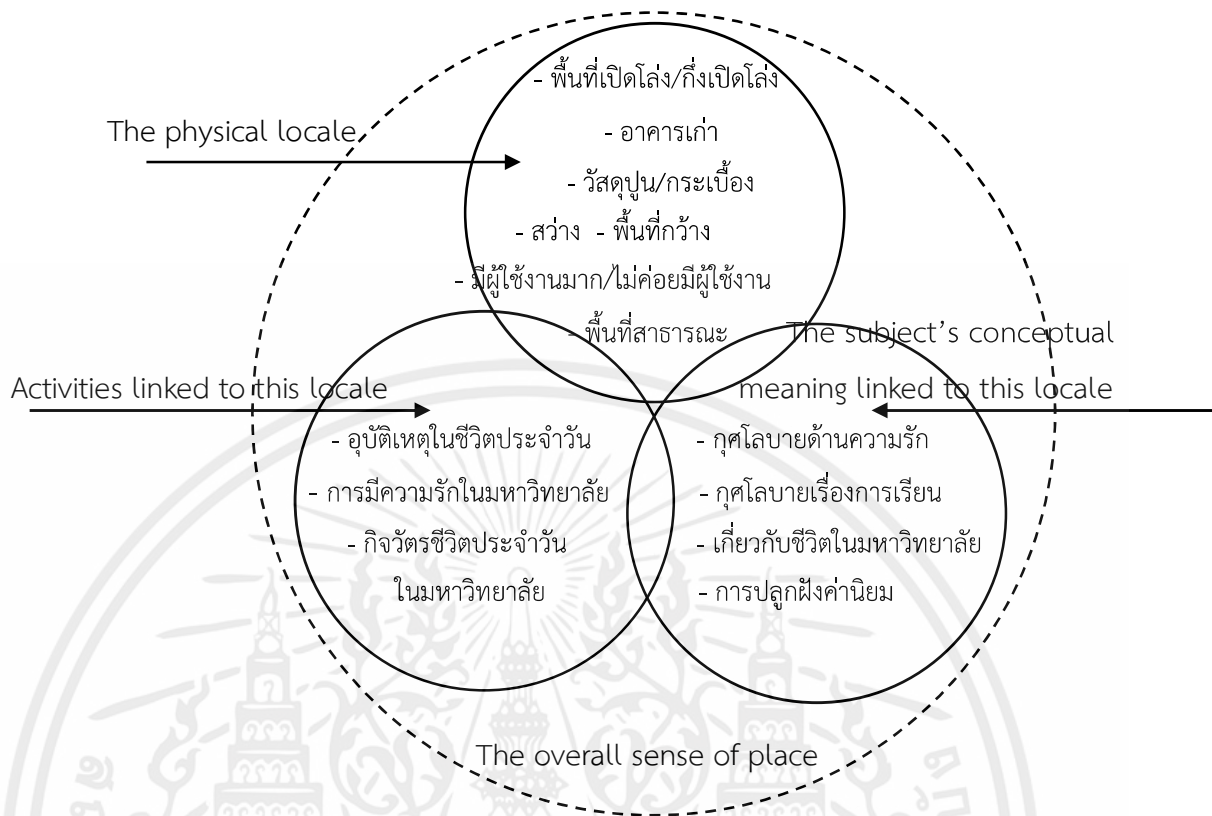 - พื้นที่เปิดโล่ง/กึ่งเปิดโล่ง
The physical locale
- อาคารเก่า
- วัสดุปูน/กระเบื้อง
- สว่าง - พื้นที่กว้าง
- มีผู้ใช้งานมาก/ไม่ค่อยมีผู้ใช้งาน
- พื้นที่สาธารณะ
The subject’s conceptual
meaning linked to this locale
Activities linked to this locale
- อุบัติเหตุในชีวิตประจำวัน
- การมีความรักในมหาวิทยาลัย
- กิจวัตรชีวิตประจำวัน
ในมหาวิทยาลัย
- กุศโลบายด้านความรัก
- กุศโลบายเรื่องการเรียน
- เกี่ยวกับชีวิตในมหาวิทยาลัย
- การปลูกฝังค่านิยม
The overall sense of place